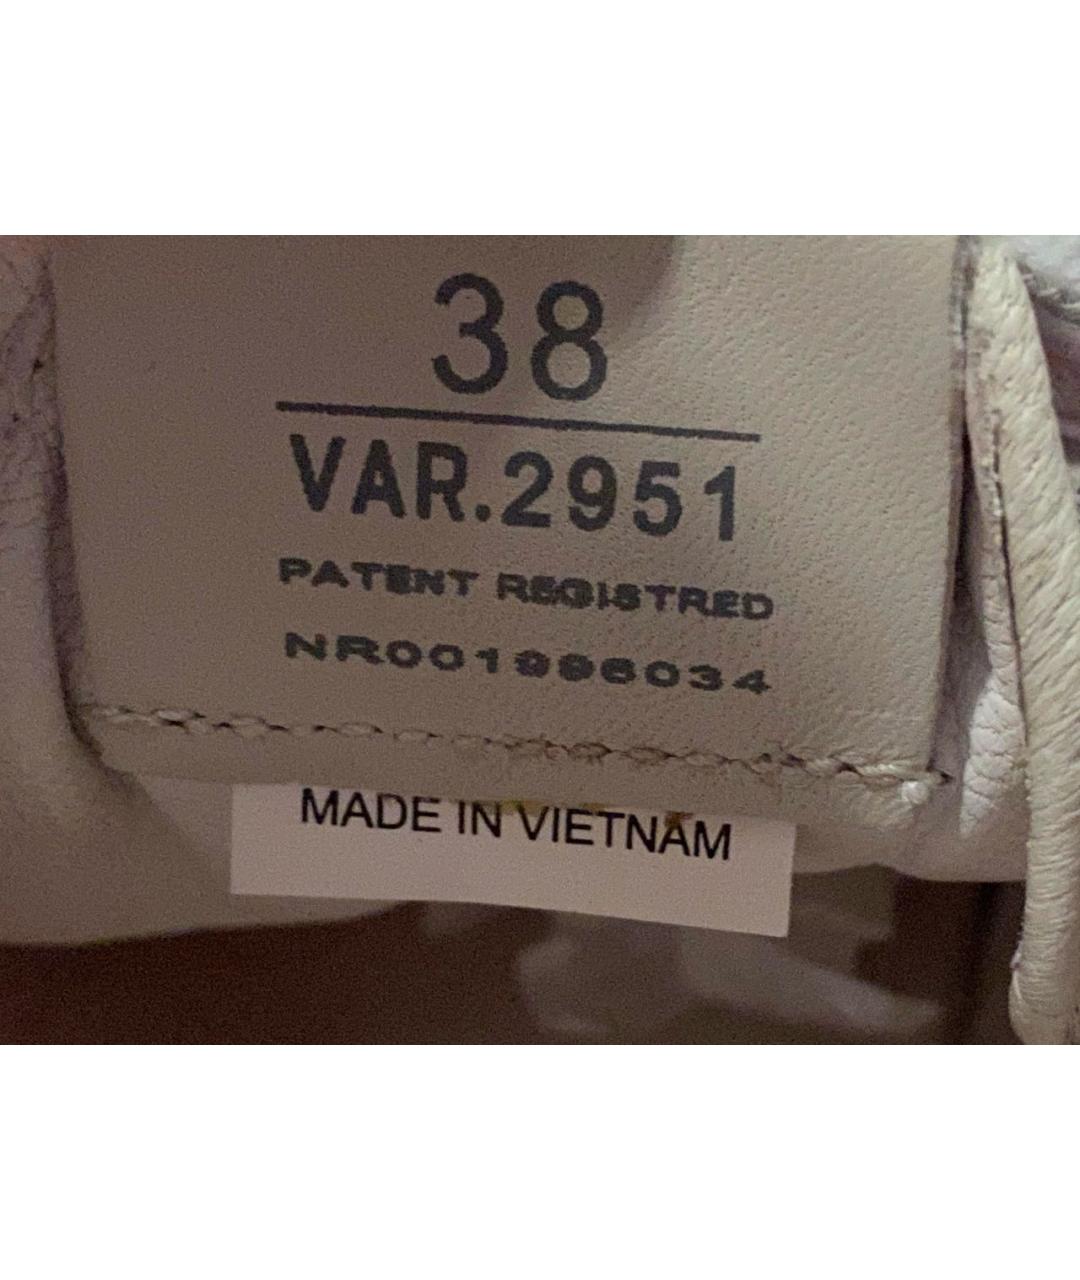 38
VAR.2951
PATENT REGISTRED
NR001996034
MADE IN VIETNAM